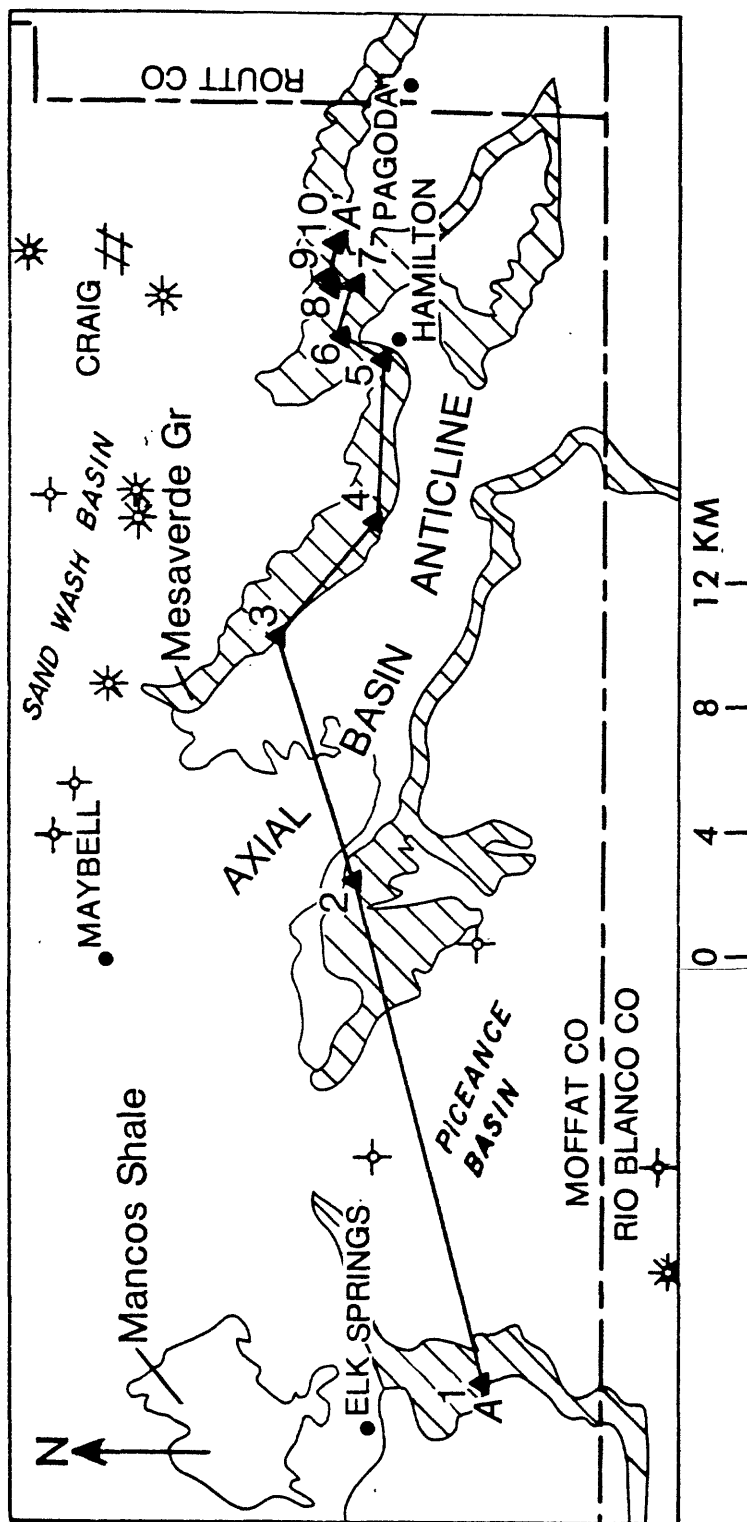 N
Mancos Shale
MAYBELL
SAND WASH BASIN
Mesaverde Gr
CRAIG
ROUTT CO
ELK SPRINGS
1
A
2
3
4
5
6
7
8
9
10
A'
AXIAL
BASIN
ANTICLINE
HAMILTON
PAGODA
PICEANCE
BASIN
MOFFAT CO
RIO BLANCO CO
0 4 8 12 KM